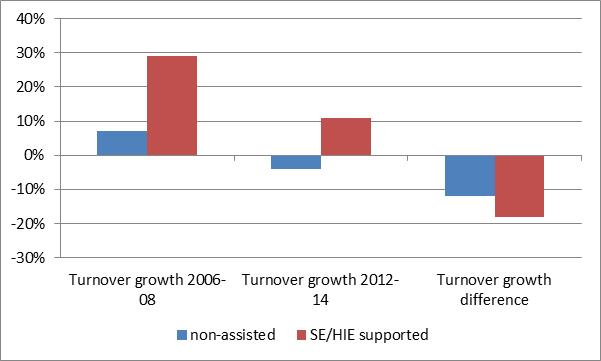 40%
30%
20%
10%
0%
-10%
-20%
-30%
Turnover growth 2006-
08
Turnover growth 2012-
14
Turnover growth
difference
non-assisted
SE/HIE supported